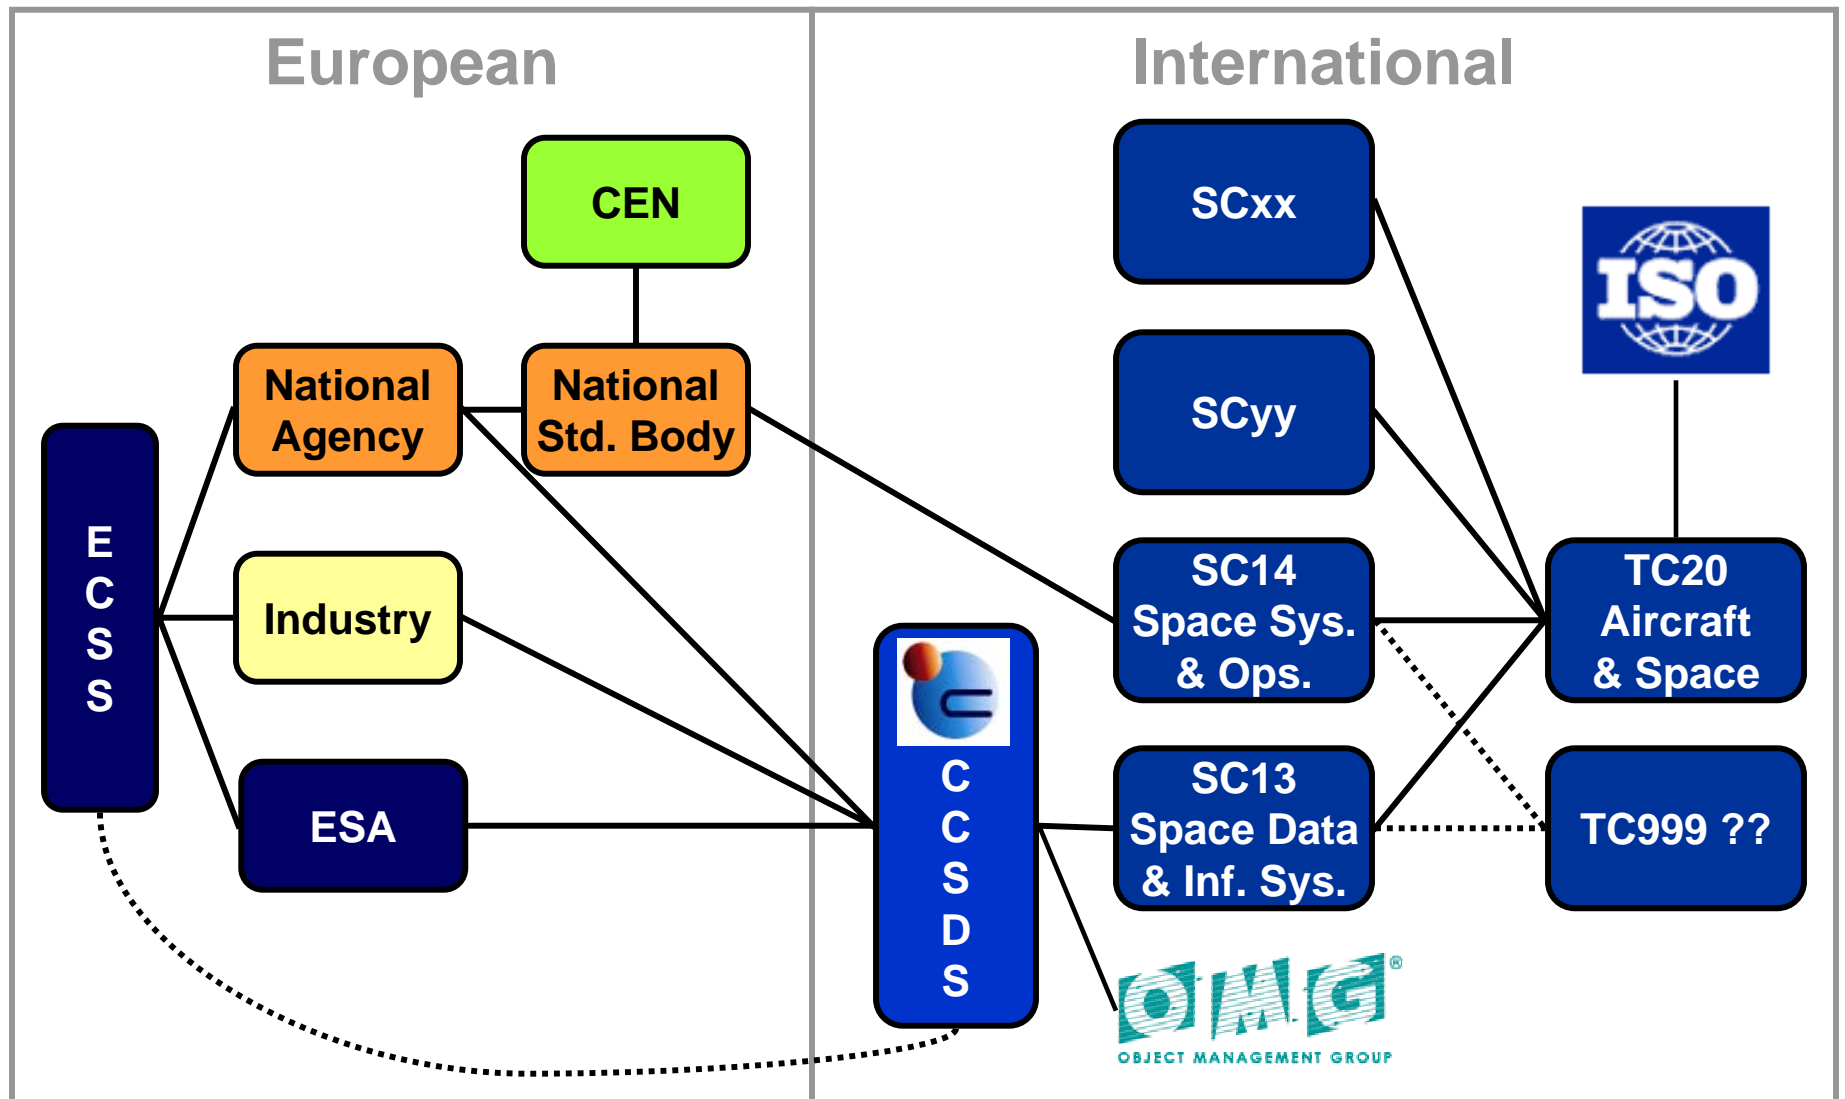 European
International
CEN
SCxx
ISO
National
Agency
National
Std. Body
SCyy
E
C
S
S
Industry
SC14
Space Sys.
& Ops.
TC20
Aircraft
& Space
ESA
C
C
S
D
S
SC13
Space Data
& Inf. Sys.
TC999 ??
OMG®
OBJECT MANAGEMENT GROUP